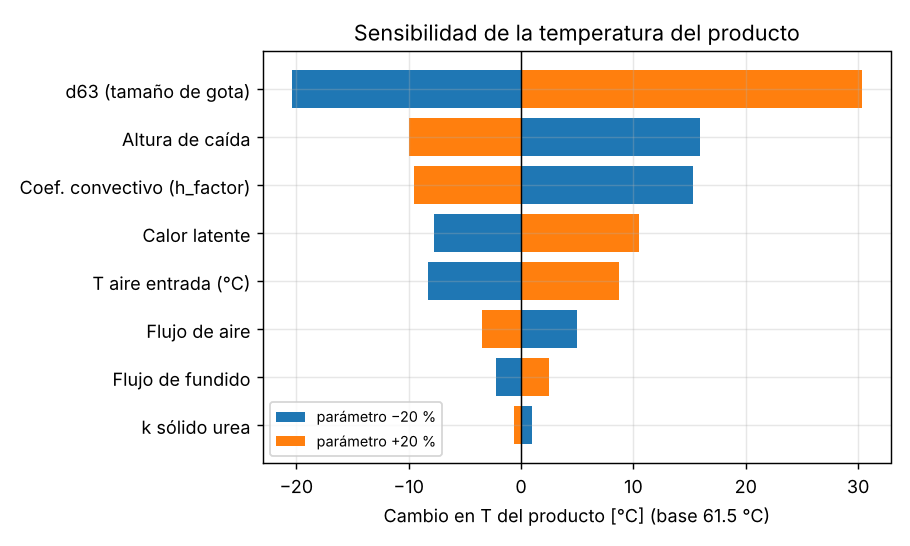 Sensibilidad de la temperatura del producto
d63 (tamaño de gota)
Altura de caída
Coef. convectivo (h_factor)
Calor latente
T aire entrada (°C)
Flujo de aire
Flujo de fundido
k sólido urea
parámetro −20 %
parámetro +20 %
−20 −10 0 10 20 30
Cambio en T del producto [°C] (base 61.5 °C)